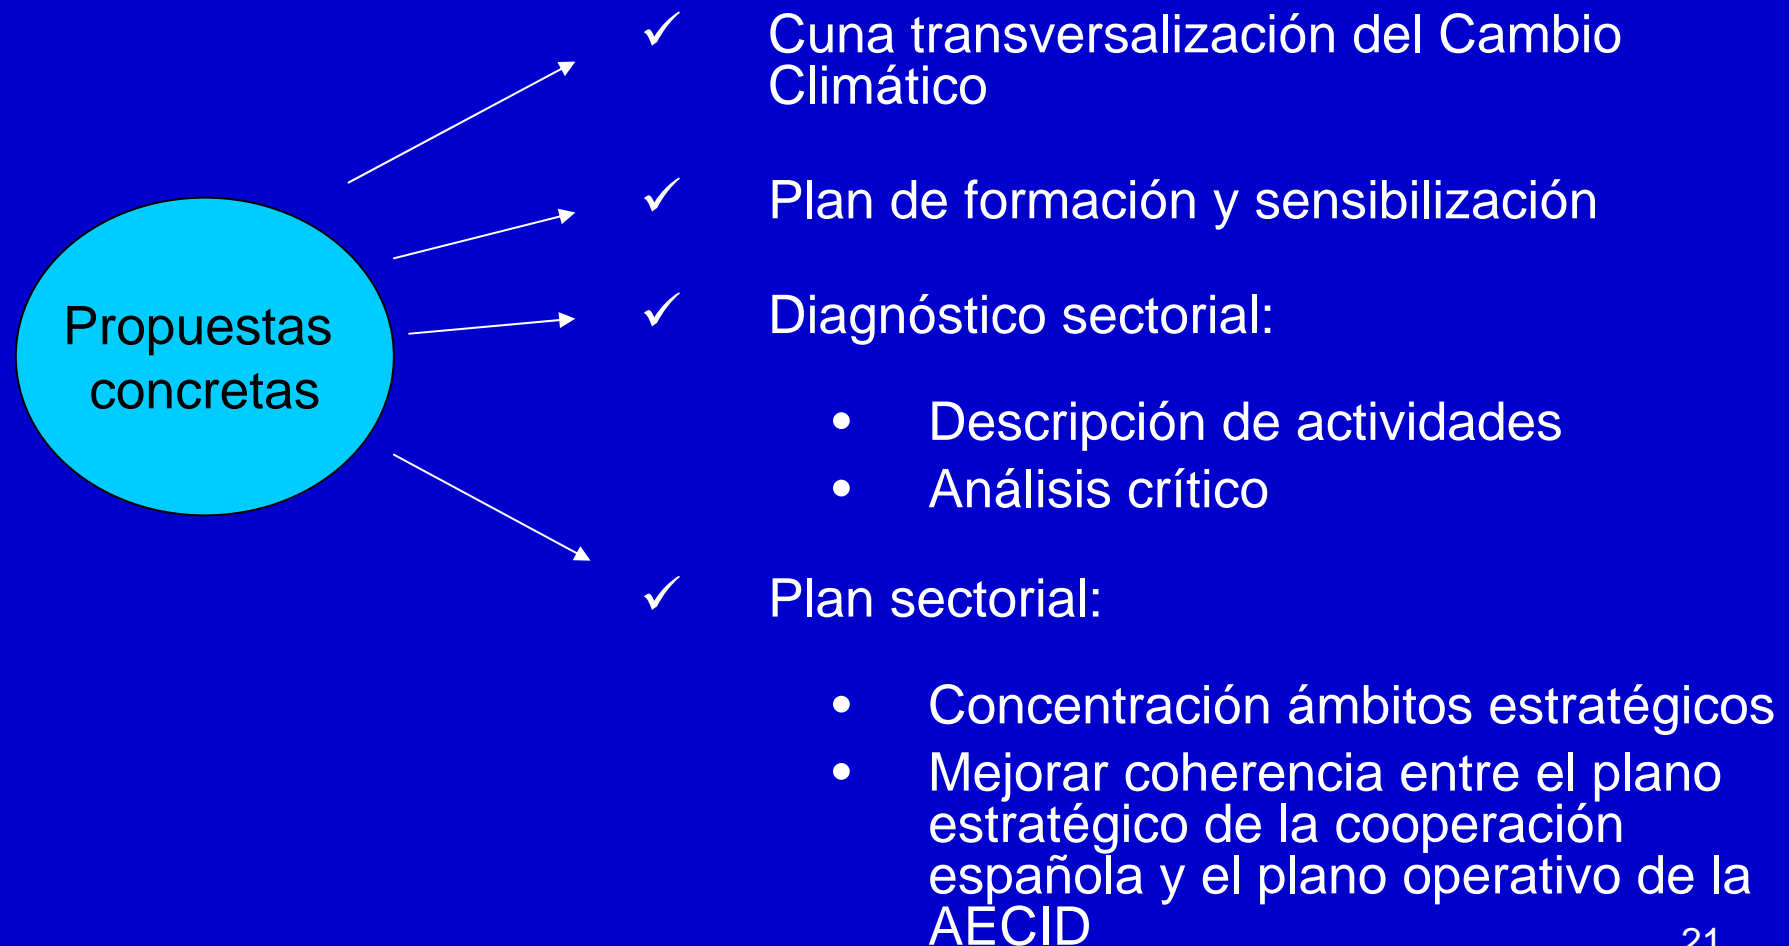 Propuestas
concretas
✓ Cuna transversalización del Cambio
Climático
✓ Plan de formación y sensibilización
✓ Diagnóstico sectorial:
• Descripción de actividades
• Análisis crítico
✓ Plan sectorial:
• Concentración ámbitos estratégicos
• Mejorar coherencia entre el plano
estratégico de la cooperación
española y el plano operativo de la
AECID
21